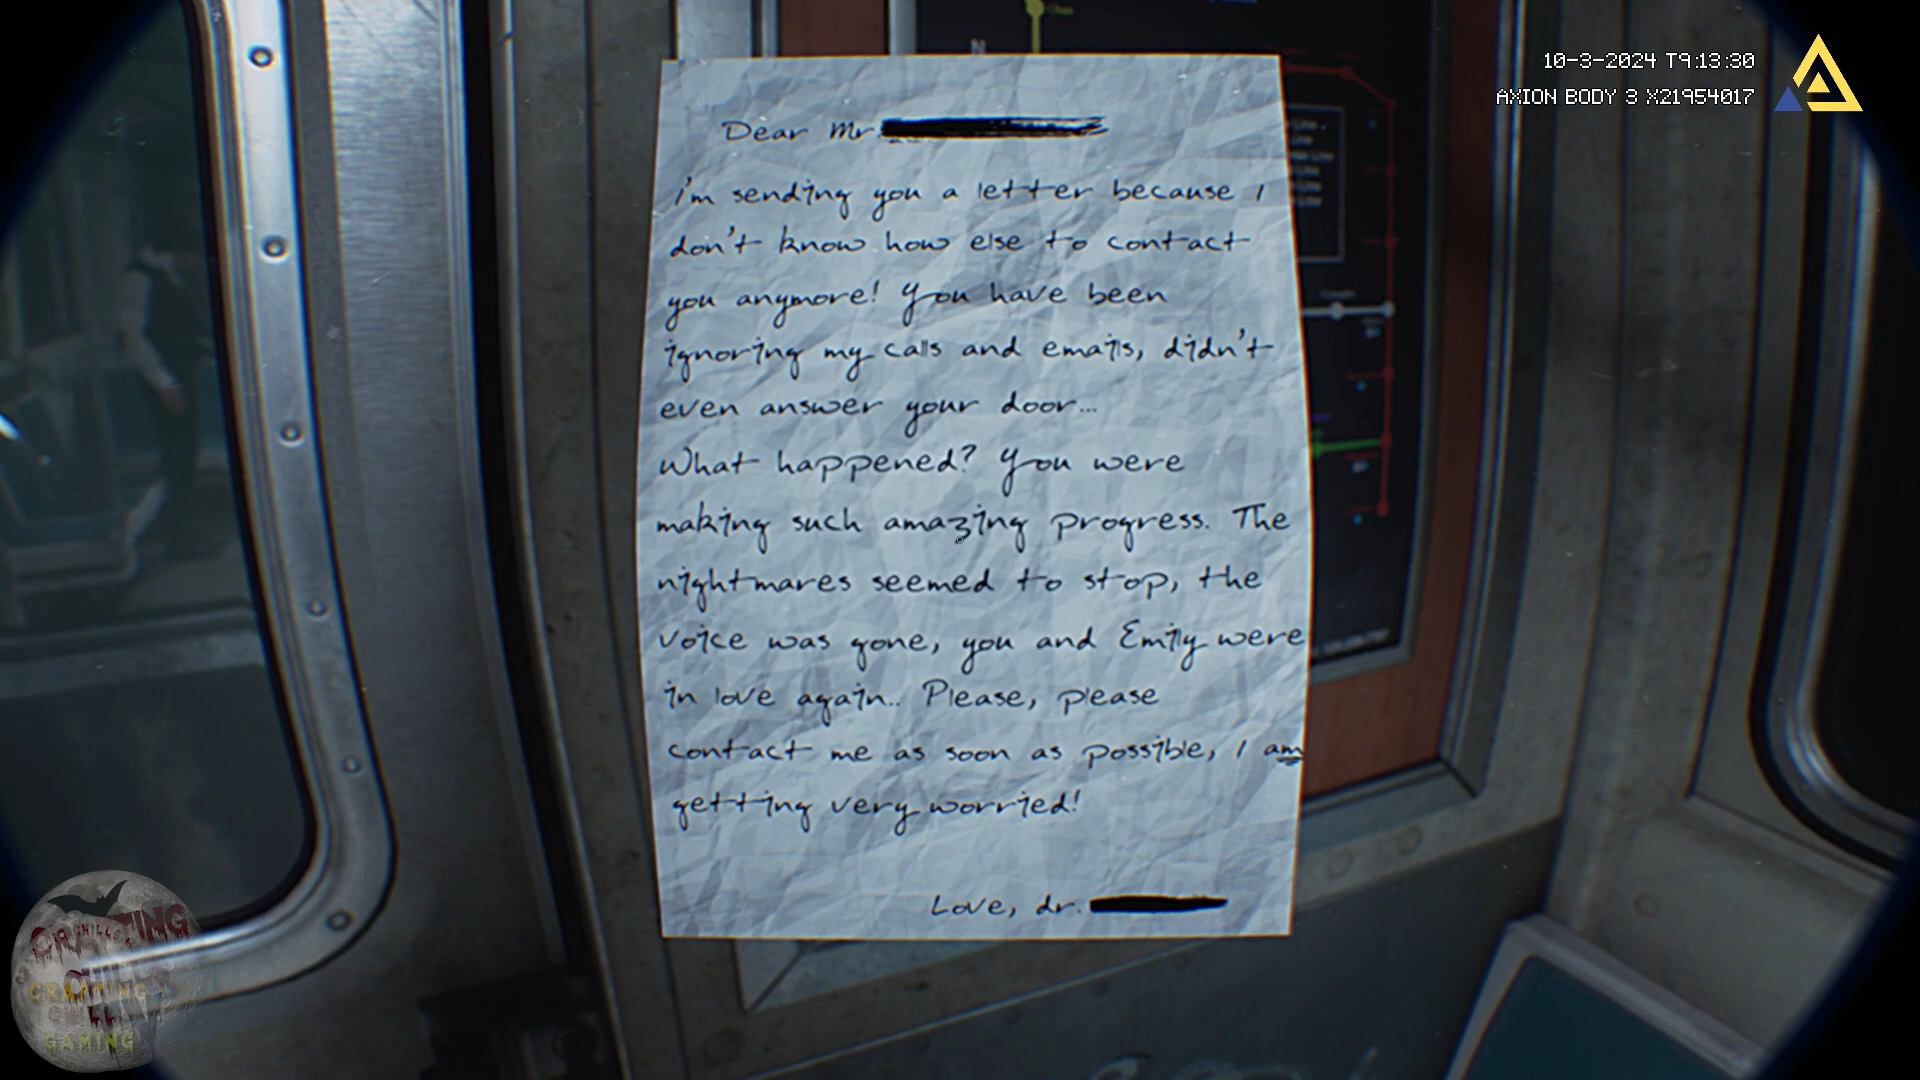 10-3-2024 T9:13:30
AXION BODY 3 X21954017
N
Dear Mr.
i'm sending you a letter because I
don't know how else to contact
you anymore! You have been
ignoring my calls and emails, didn't
even answer your door...
What happened? You were
making such amazing progress. The
nightmares seemed to stop, the
voice was gone, you and Emily were
in love again.. Please, please
contact me as soon as possible, I am
getting very worried!
Love, dr.
CRAFTING
GAMING